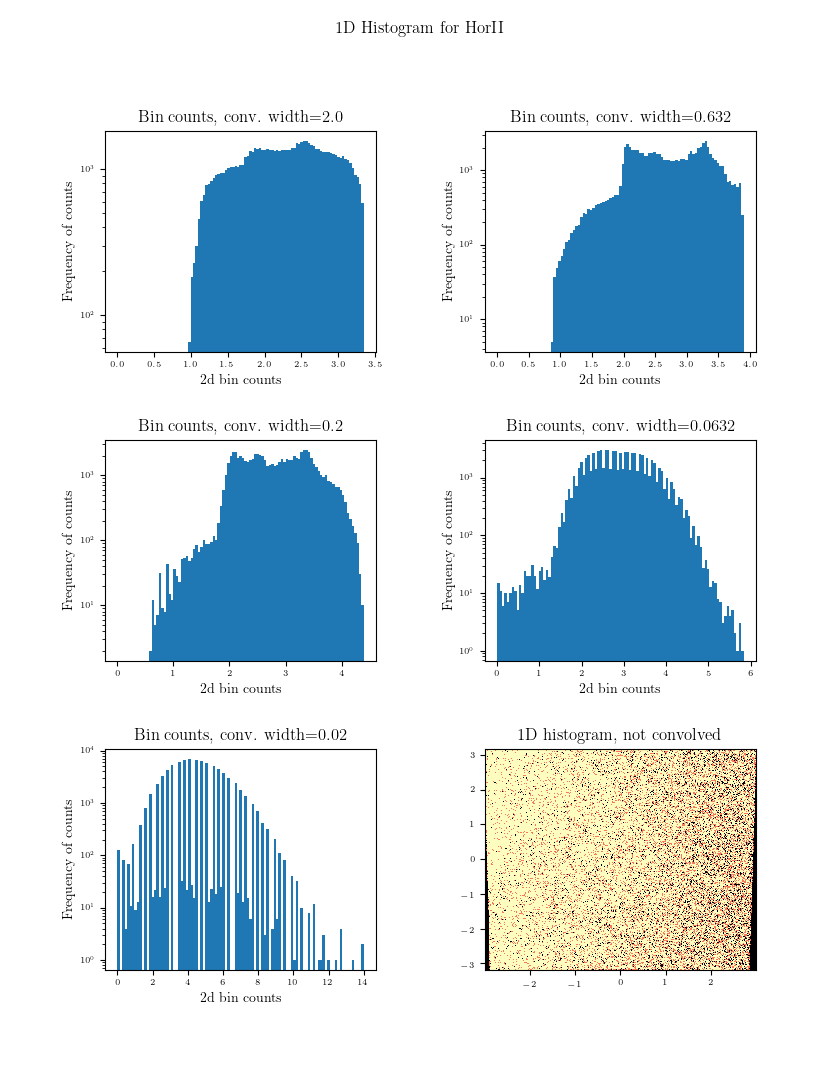 1D Histogram for HorII
Bin counts, conv. width=2.0
Frequency of counts
10³
10²
0.0 0.5 1.0 1.5 2.0 2.5 3.0 3.5
2d bin counts
Bin counts, conv. width=0.632
Frequency of counts
10³
10²
10¹
0.0 0.5 1.0 1.5 2.0 2.5 3.0 3.5 4.0
2d bin counts
Bin counts, conv. width=0.2
Frequency of counts
10³
10²
10¹
0 1 2 3 4
2d bin counts
Bin counts, conv. width=0.0632
Frequency of counts
10³
10²
10¹
10⁰
0 1 2 3 4 5 6
2d bin counts
Bin counts, conv. width=0.02
Frequency of counts
10⁴
10³
10²
10¹
10⁰
0 2 4 6 8 10 12 14
2d bin counts
1D histogram, not convolved
3
2
1
0
−1
−2
−3
−2 −1 0 1 2